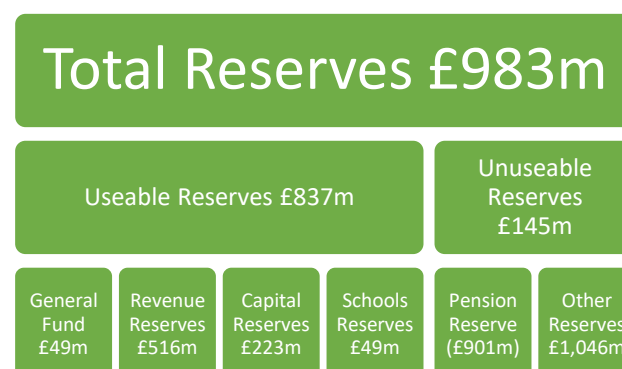 Total Reserves £983m
Useable Reserves £837m
Unuseable
Reserves
£145m
General
Fund
£49m
Revenue
Reserves
£516m
Capital
Reserves
£223m
Schools
Reserves
£49m
Pension
Reserve
(£901m)
Other
Reserves
£1,046m